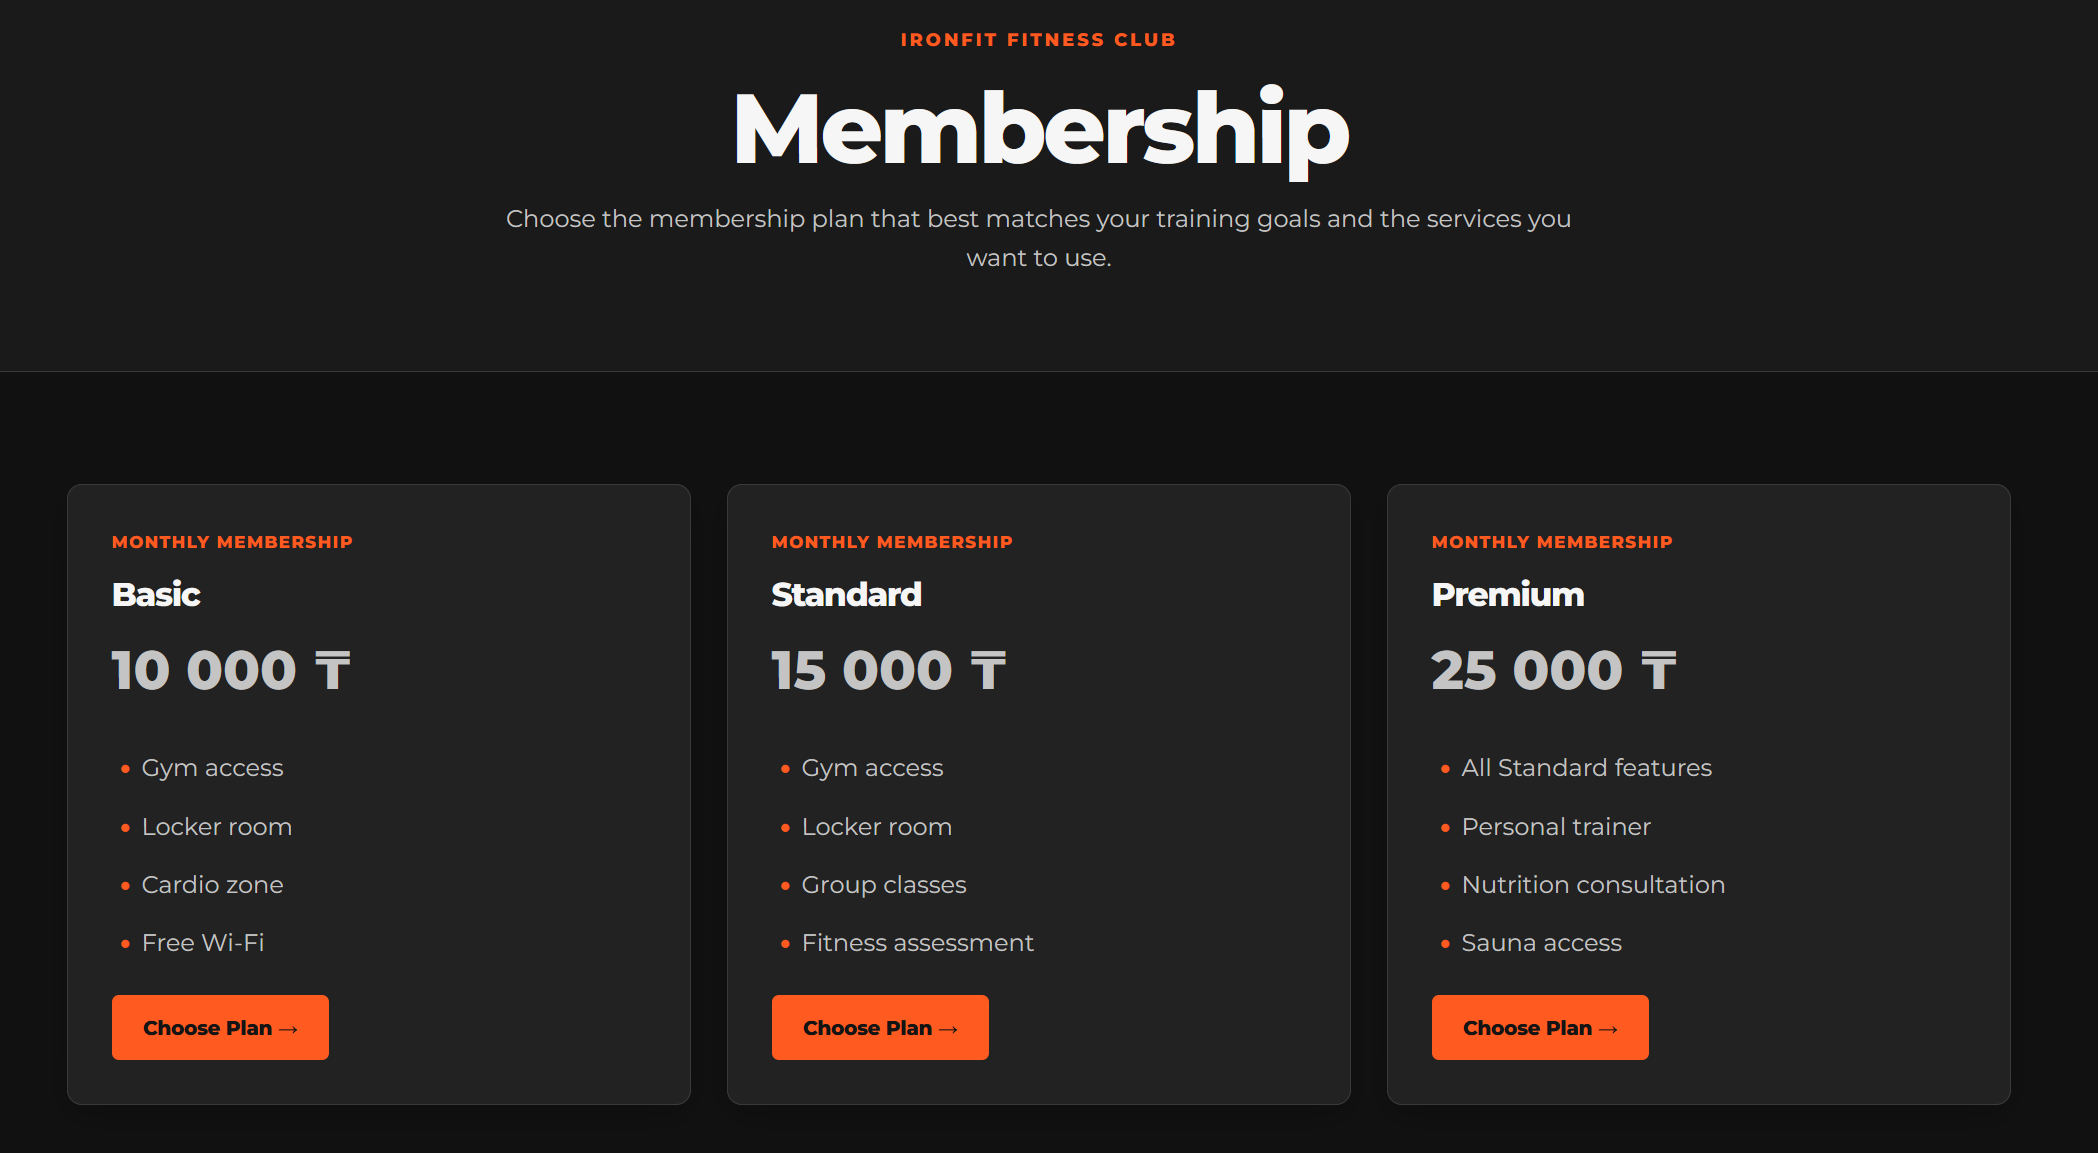 IRONFIT FITNESS CLUB
Membership
Choose the membership plan that best matches your training goals and the services you
want to use.
MONTHLY MEMBERSHIP
Basic
10 000 ₸
• Gym access
• Locker room
• Cardio zone
• Free Wi-Fi
Choose Plan →
MONTHLY MEMBERSHIP
Standard
15 000 ₸
• Gym access
• Locker room
• Group classes
• Fitness assessment
Choose Plan →
MONTHLY MEMBERSHIP
Premium
25 000 ₸
• All Standard features
• Personal trainer
• Nutrition consultation
• Sauna access
Choose Plan →